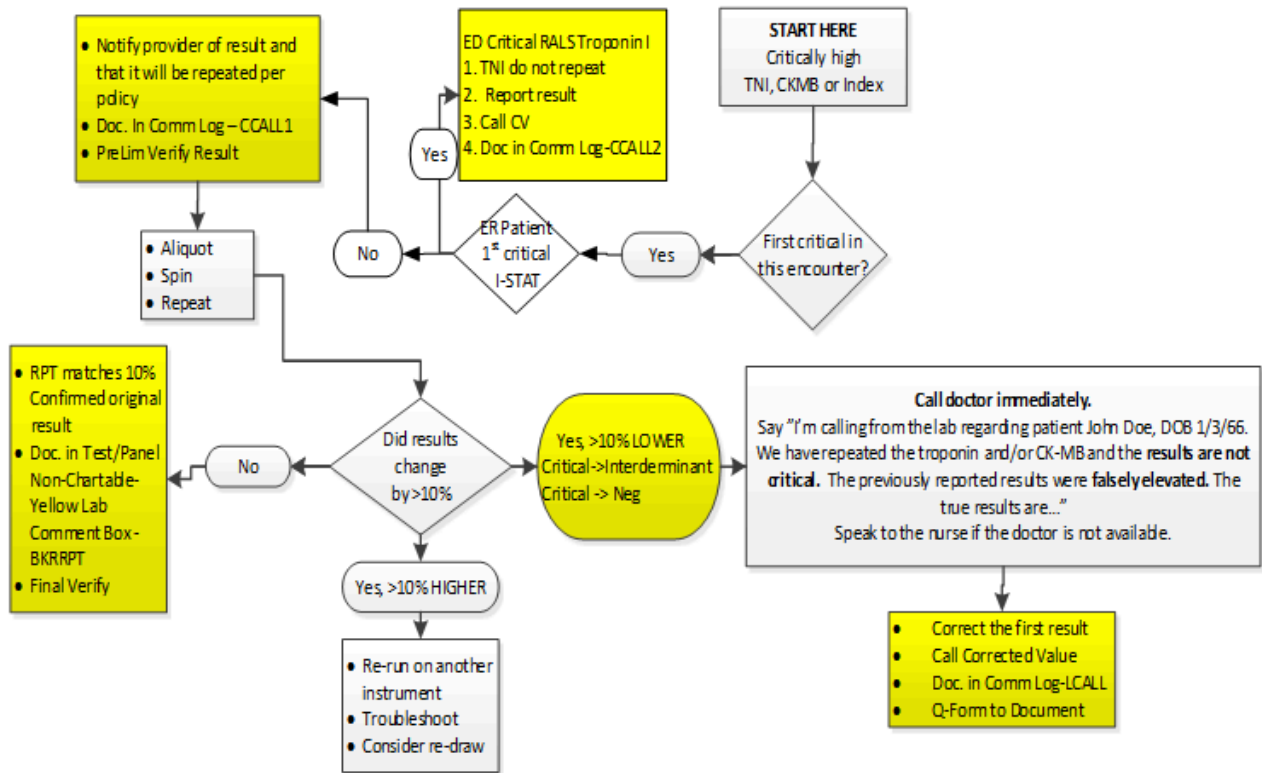 START HERE
Critically high
TNI, CKMB or Index
First critical in
this encounter?
Yes
ER Patient
1st critical
I-STAT
Yes
ED Critical RALS Troponin I
1. TNI do not repeat
2. Report result
3. Call CV
4. Doc in Comm Log-CCALL2
No
• Notify provider of result and
that it will be repeated per
policy
• Doc. In Comm Log – CCALL1
• PreLim Verify Result
• Aliquot
• Spin
• Repeat
Did results
change
by >10%
No
• RPT matches 10%
Confirmed original
result
• Doc. in Test/Panel
Non-Chartable-
Yellow Lab
Comment Box -
BKRRPT
• Final Verify
Yes, >10% HIGHER
• Re-run on another
instrument
• Troubleshoot
• Consider re-draw
Yes, >10% LOWER
Critical->Interderminant
Critical -> Neg
Call doctor immediately.
Say "I'm calling from the lab regarding patient John Doe, DOB 1/3/66.
We have repeated the troponin and/or CK-MB and the results are not
critical. The previously reported results were falsely elevated. The
true results are..."
Speak to the nurse if the doctor is not available.
• Correct the first result
• Call Corrected Value
• Doc. in Comm Log-LCALL
• Q-Form to Document